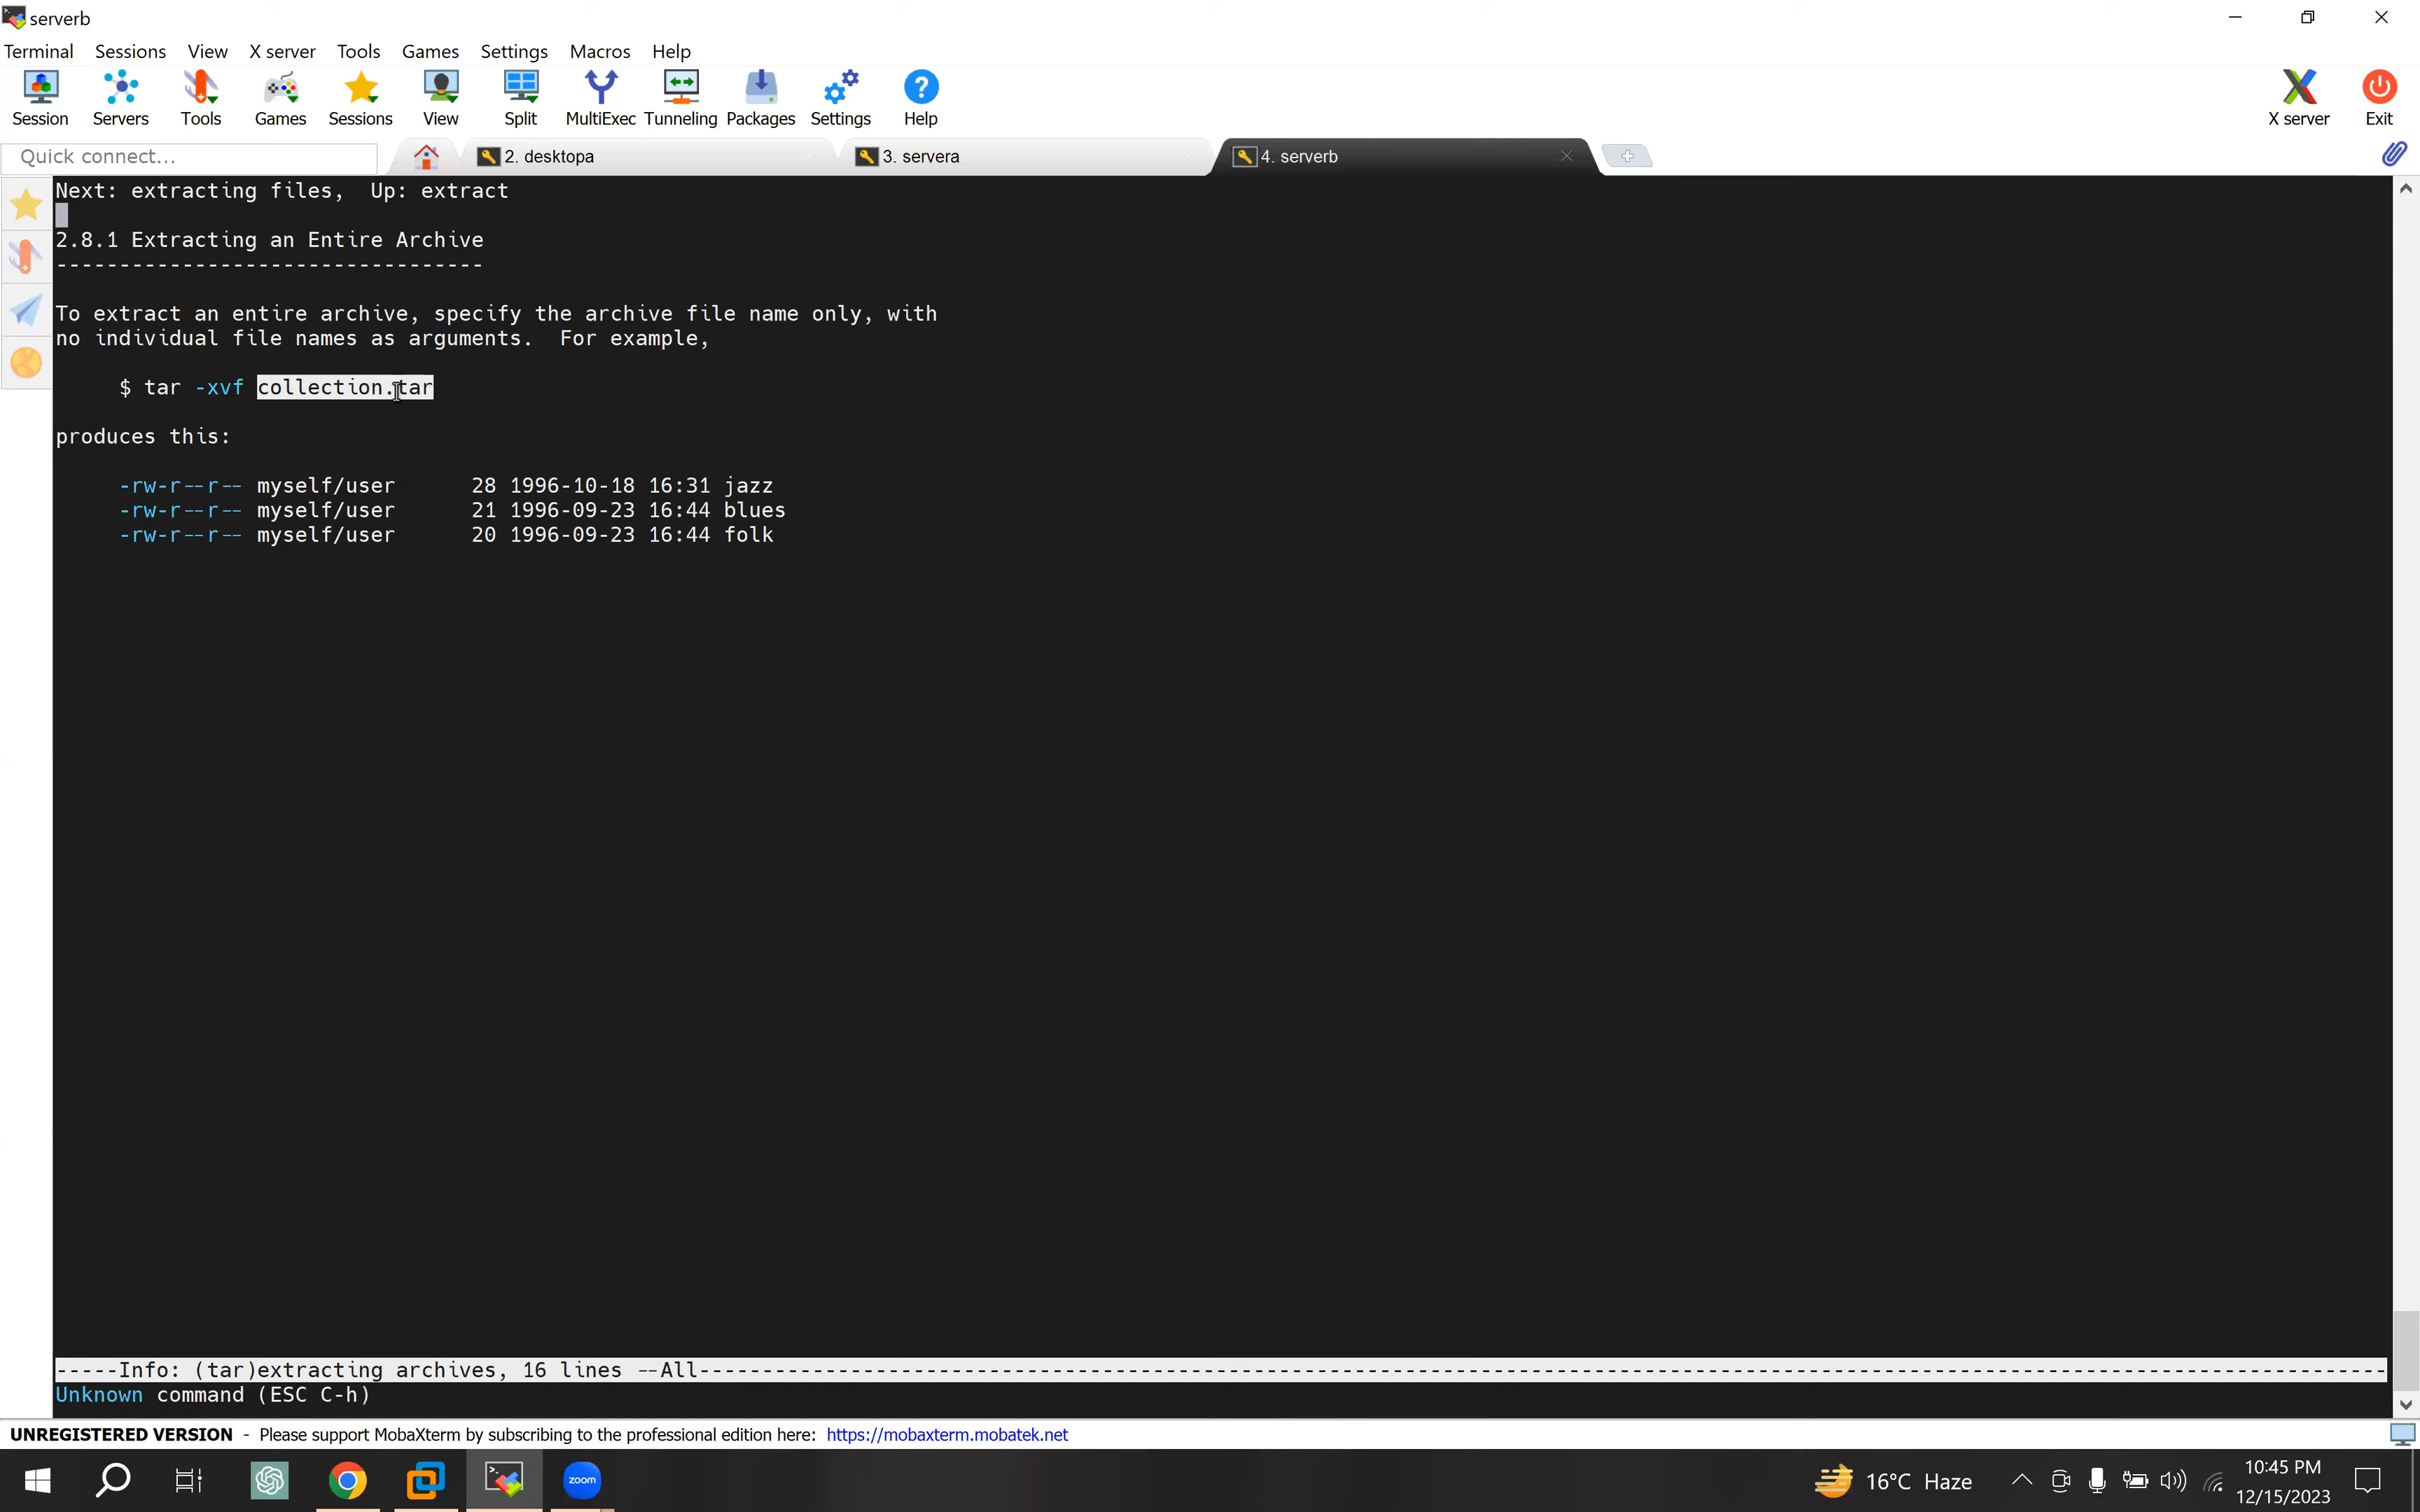 serverb
Terminal Sessions View X server Tools Games Settings Macros Help
Session Servers Tools Games Sessions View Split MultiExec Tunneling Packages Settings Help X server Exit
Quick connect... 2. desktopa 3. servera 4. serverb
Next: extracting files,  Up: extract
2.8.1 Extracting an Entire Archive
----------------------------------
To extract an entire archive, specify the archive file name only, with
no individual file names as arguments.  For example,
$ tar -xvf collection.tar
produces this:
-rw-r--r-- myself/user      28 1996-10-18 16:31 jazz
-rw-r--r-- myself/user      21 1996-09-23 16:44 blues
-rw-r--r-- myself/user      20 1996-09-23 16:44 folk
-----Info: (tar)extracting archives, 16 lines --All----------------------------------------------------------------------------------------------------------------------------------------
Unknown command (ESC C-h)
UNREGISTERED VERSION - Please support MobaXterm by subscribing to the professional edition here: https://mobaxterm.mobatek.net
zoom
16°C Haze
10:45 PM
12/15/2023